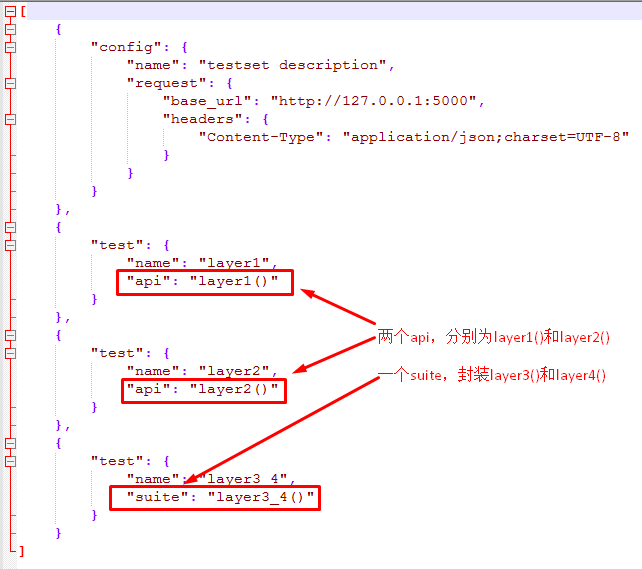 [
    {
        "config": {
            "name": "testset description",
            "request": {
                "base_url": "http://127.0.0.1:5000",
                "headers": {
                    "Content-Type": "application/json;charset=UTF-8"
                }
            }
        }
    },
    {
        "test": {
            "name": "layer1",
            "api": "layer1()"
        }
    },
    {
        "test": {
            "name": "layer2",
            "api": "layer2()"
        }
    },
    {
        "test": {
            "name": "layer3_4",
            "suite": "layer3_4()"
        }
    }
]
两个api，分别为layer1()和layer2()
一个suite，封装layer3()和layer4()